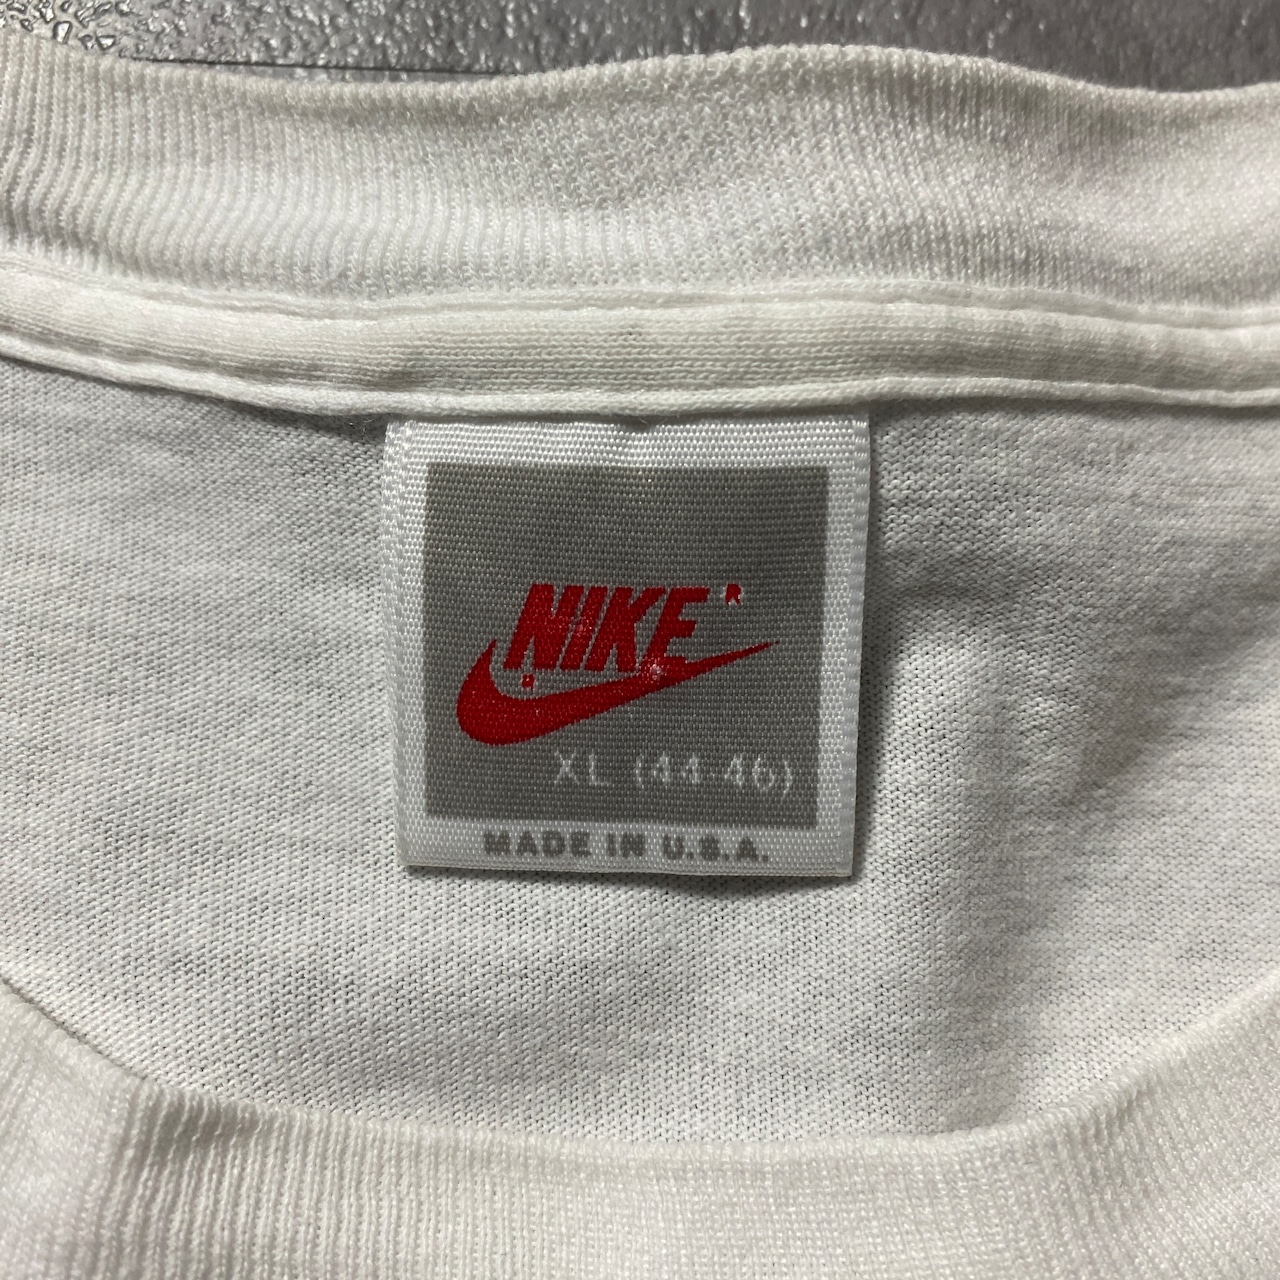 NIKE R
XL (44-46)
MADE IN U.S.A.